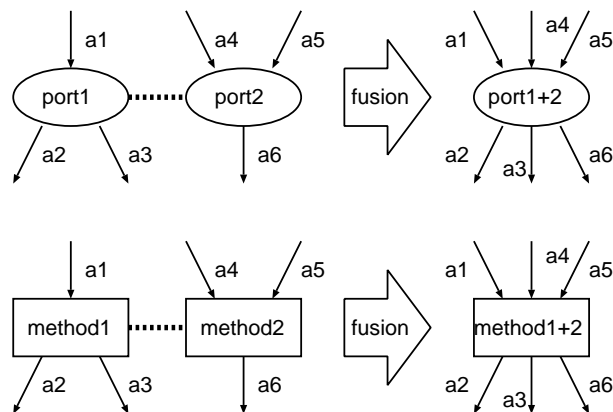 a1 a4 a5 a1 a4 a5
port1 port2 fusion port1+2
a2 a3 a6 a2 a3 a6
a1 a4 a5 a1 a4 a5
method1 method2 fusion method1+2
a2 a3 a6 a2 a3 a6